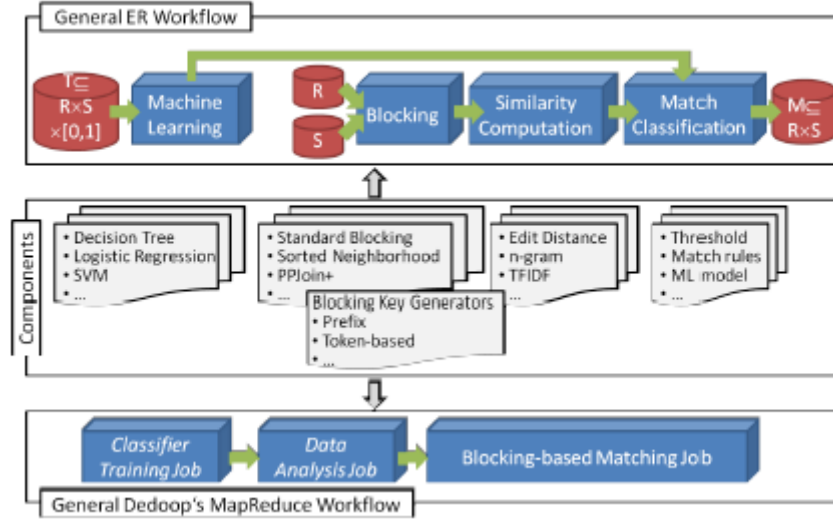 General ER Workflow
T⊆
R×S
×[0,1]
Machine
Learning
R
S
Blocking
Similarity
Computation
Match
Classification
M⊆
R×S
Components
• Decision Tree
• Logistic Regression
• SVM
• ...
• Standard Blocking
• Sorted Neighborhood
• PPJoin+
• ...
Blocking Key Generators
• Prefix
• Token-based
• ...
• Edit Distance
• n-gram
• TFIDF
• ...
• Threshold
• Match rules
• ML model
• ...
Classifier
Training Job
Data
Analysis Job
Blocking-based Matching Job
General Dedoop's MapReduce Workflow